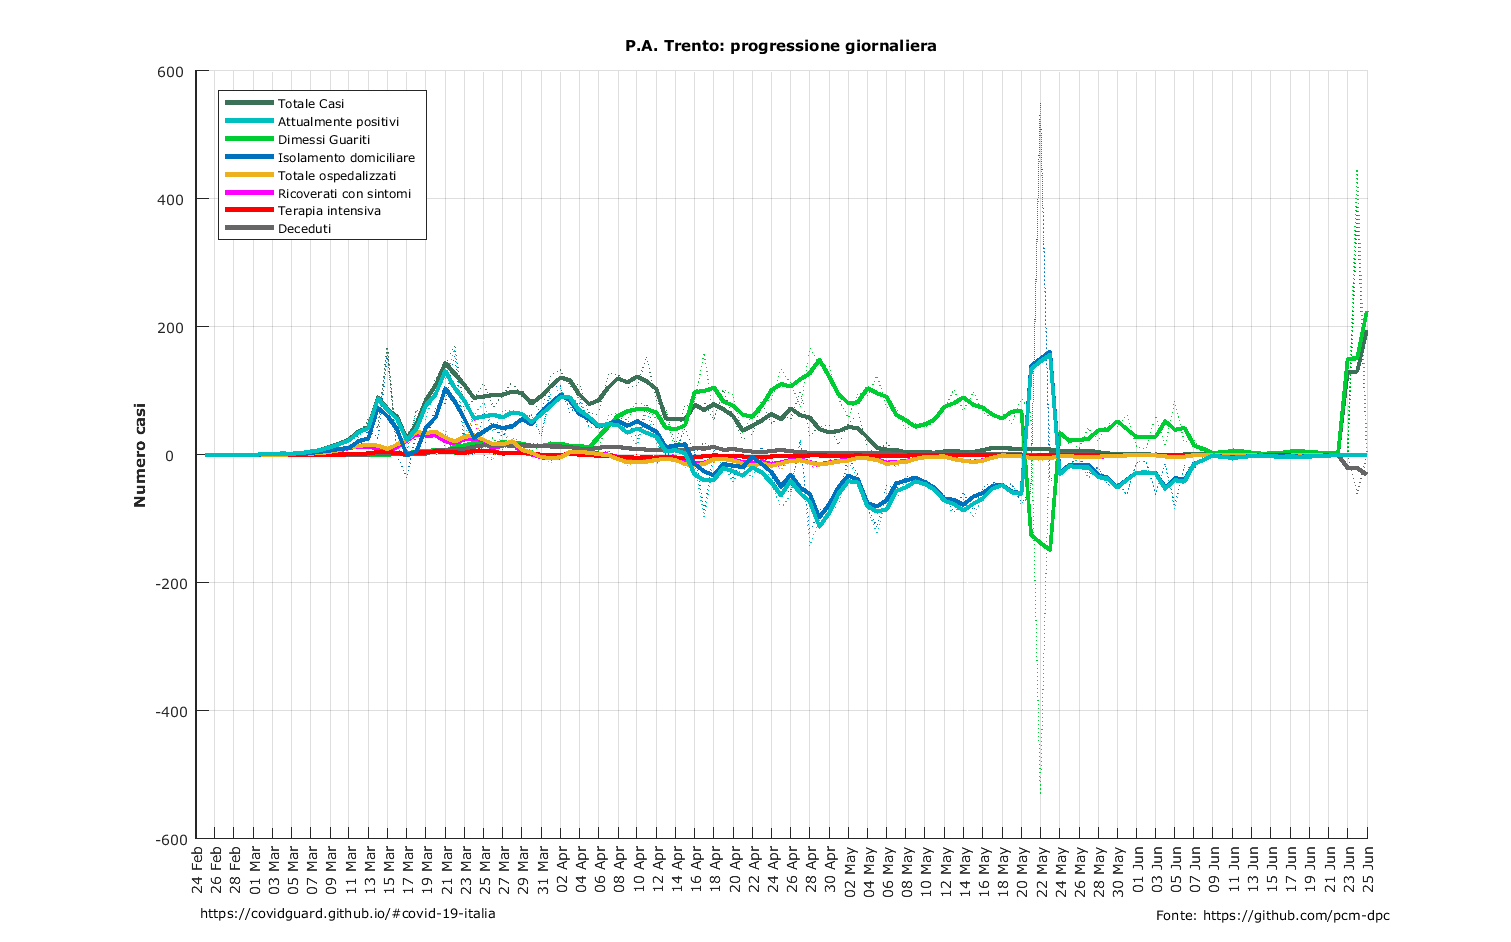 P.A. Trento: progressione giornaliera
600
400
200
0
-200
-400
-600
Numero casi
Totale Casi
Attualmente positivi
Dimessi Guariti
Isolamento domiciliare
Totale ospedalizzati
Ricoverati con sintomi
Terapia intensiva
Deceduti
24 Feb
26 Feb
28 Feb
01 Mar
03 Mar
05 Mar
07 Mar
09 Mar
11 Mar
13 Mar
15 Mar
17 Mar
19 Mar
21 Mar
23 Mar
25 Mar
27 Mar
29 Mar
31 Mar
02 Apr
04 Apr
06 Apr
08 Apr
10 Apr
12 Apr
14 Apr
16 Apr
18 Apr
20 Apr
22 Apr
24 Apr
26 Apr
28 Apr
30 Apr
02 May
04 May
06 May
08 May
10 May
12 May
14 May
16 May
18 May
20 May
22 May
24 May
26 May
28 May
30 May
01 Jun
03 Jun
05 Jun
07 Jun
09 Jun
11 Jun
13 Jun
15 Jun
17 Jun
19 Jun
21 Jun
23 Jun
25 Jun
https://covidguard.github.io/#covid-19-italia
Fonte: https://github.com/pcm-dpc